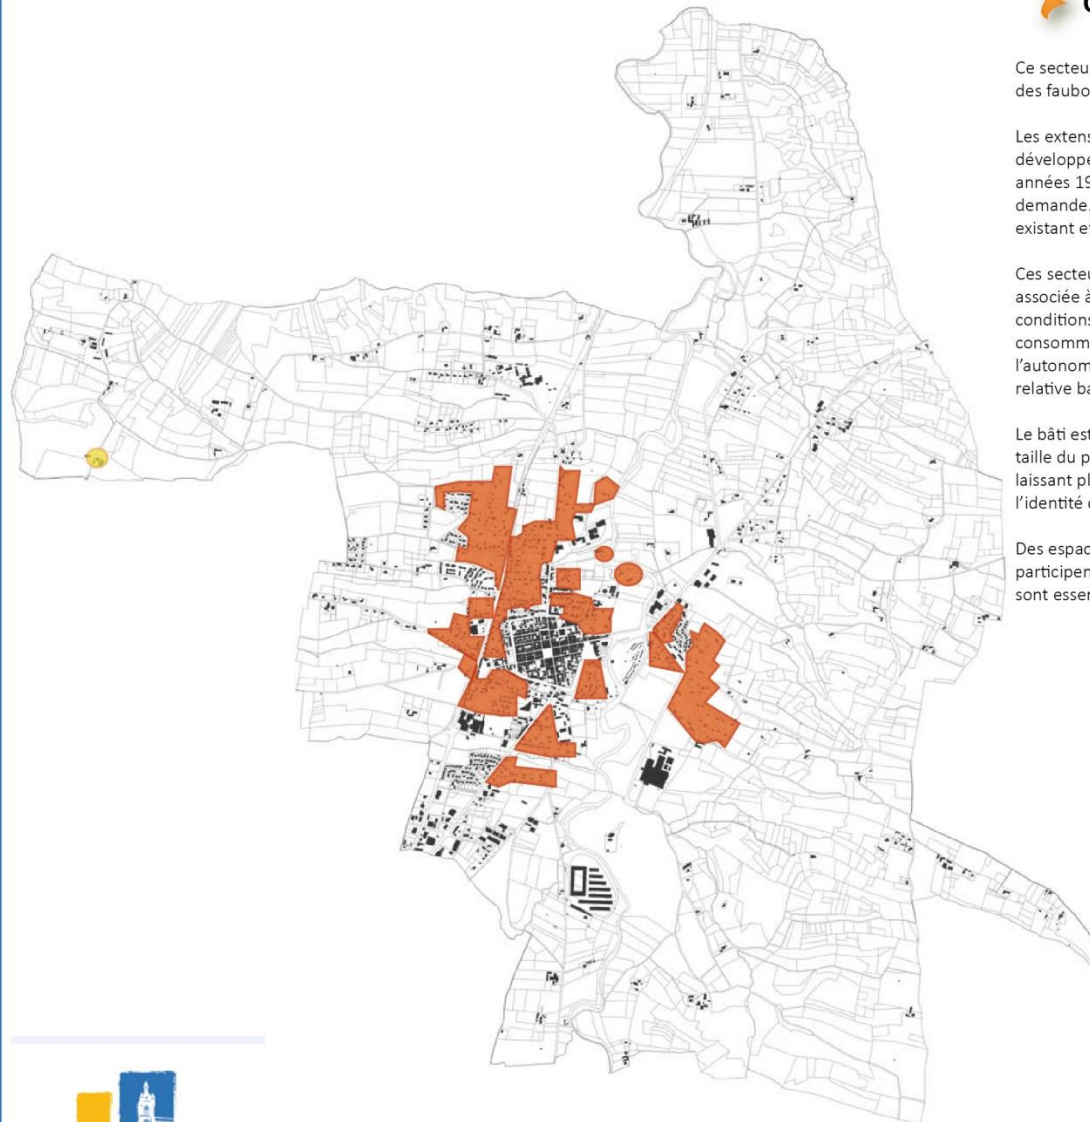 Ce secteu
des faubo
Les extens
développe
années 19
demande.
existant et
Ces secteu
associée à
conditions
consomm
l'autonom
relative ba
Le bâti est
taille du p
laissant pl
l'identité
Des espac
participen
sont essen